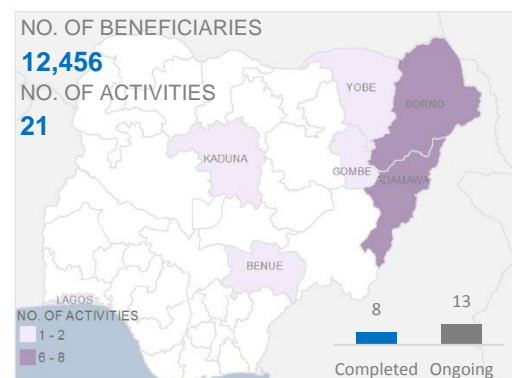 NO. OF BENEFICIARIES
12,456
NO. OF ACTIVITIES
21
YOBE
BORNO
KADUNA
GOMBE
ADAMAWA
BENUE
LAGOS
NO. OF ACTIVITIES
1 - 2
6 - 8
8
13
Completed Ongoing